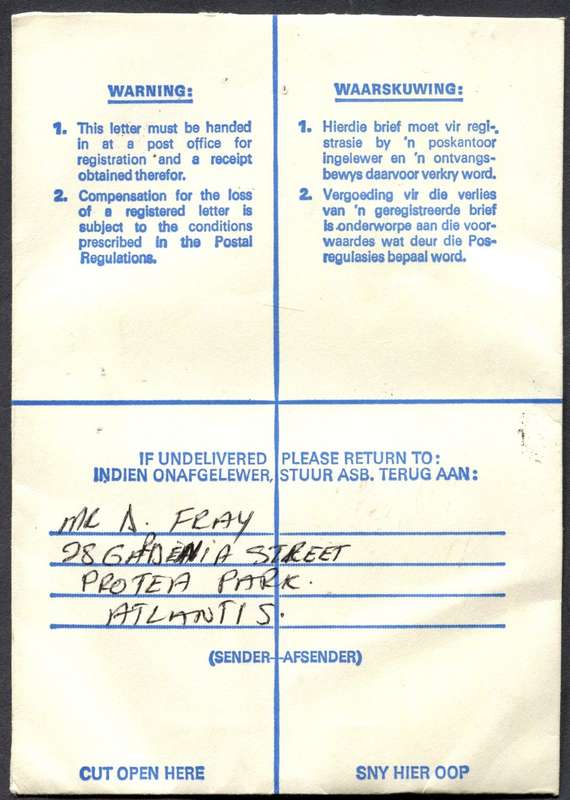 WARNING:
1. This letter must be handed
in at a post office for
registration and a receipt
obtained therefor.
2. Compensation for the loss
of a registered letter is
subject to the conditions
prescribed in the Postal
Regulations.
WAARSKUWING:
1. Hierdie brief moet vir regi-
strasie by 'n poskantoor
ingelewer en 'n ontvangs-
bewys daarvoor verkry word.
2. Vergoeding vir die verlies
van 'n geregistreerde brief
is onderworpe aan die voor-
waardes wat deur die Pos-
regulasies bepaal word.
IF UNDELIVERED PLEASE RETURN TO:
INDIEN ONAFGELEWER, STUUR ASB. TERUG AAN:
MR D. FRAY
28 STREET
PROTEA PARK.
ATLANTIS.
(SENDER-AFSENDER)
CUT OPEN HERE
SNY HIER OOP